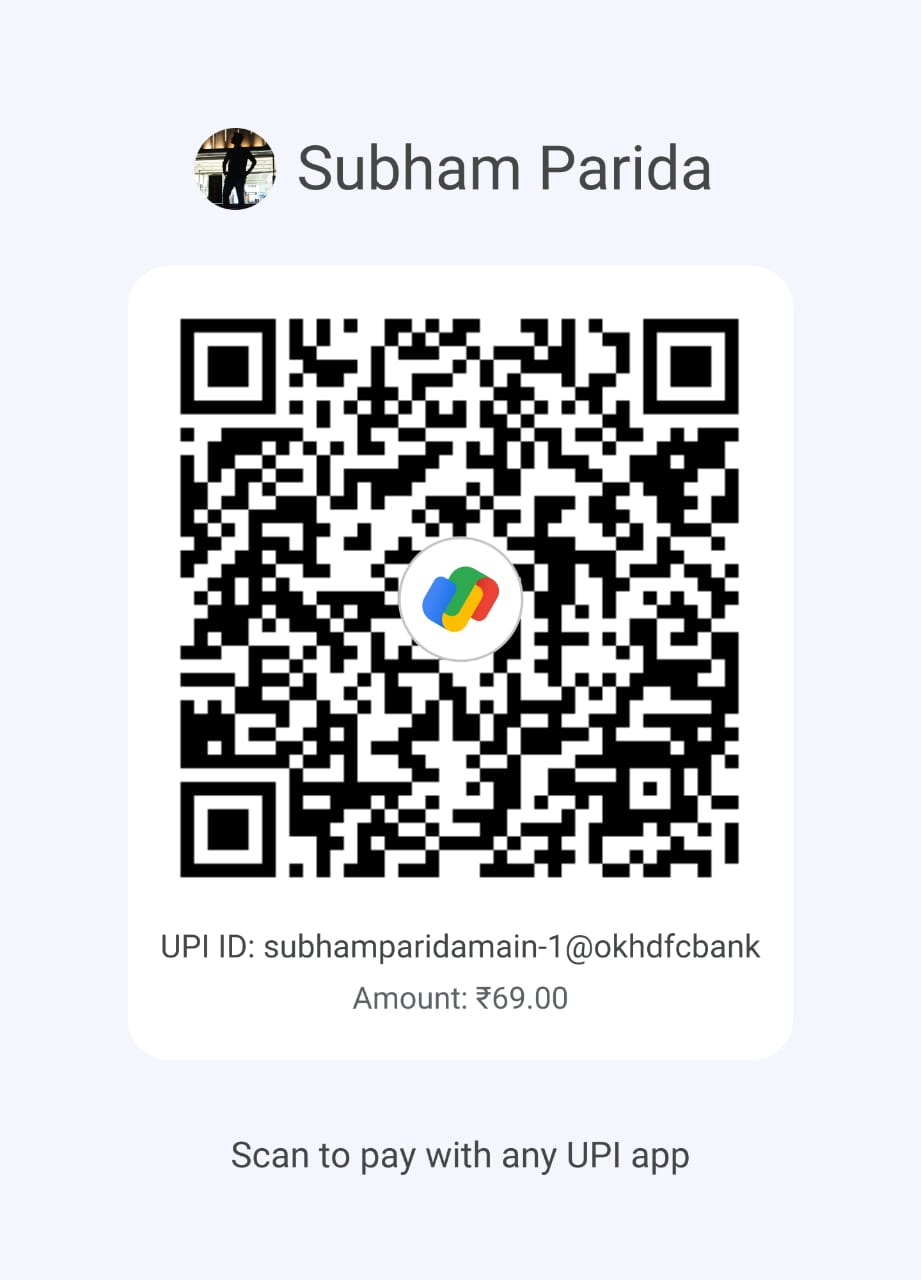 Subham Parida
UPI ID: subhamparidamain-1@okhdfcbank
Amount: ₹69.00
Scan to pay with any UPI app